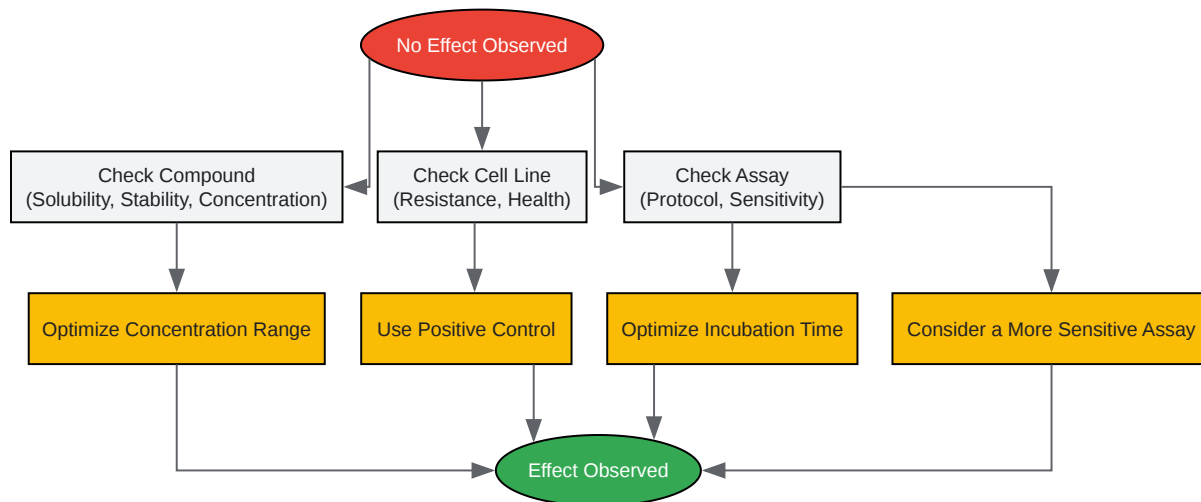 No Effect Observed
Check Compound
(Solubility, Stability, Concentration)
Check Cell Line
(Resistance, Health)
Check Assay
(Protocol, Sensitivity)
Optimize Concentration Range
Use Positive Control
Optimize Incubation Time
Consider a More Sensitive Assay
Effect Observed